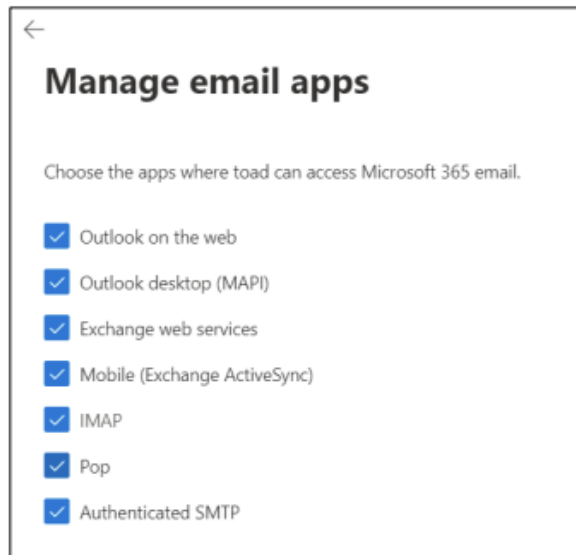 Manage email apps
Choose the apps where toad can access Microsoft 365 email.
Outlook on the web
Outlook desktop (MAPI)
Exchange web services
Mobile (Exchange ActiveSync)
IMAP
Pop
Authenticated SMTP